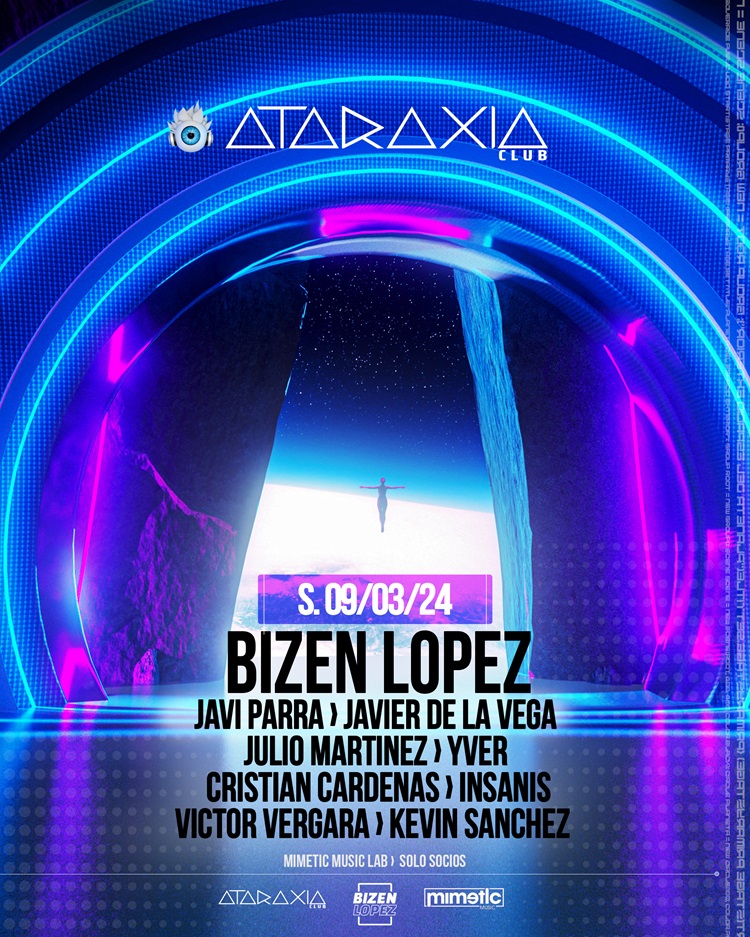 ATARAXIA
CLUB
S. 09/03/24
BIZEN LOPEZ
JAVI PARRA › JAVIER DE LA VEGA
JULIO MARTINEZ › YVER
CRISTIAN CARDENAS › INSANIS
VICTOR VERGARA › KEVIN SANCHEZ
MIMETIC MUSIC LAB › SOLO SOCIOS
ATARAXIA CLUB
BIZEN LOPEZ
mimetic MUSIC